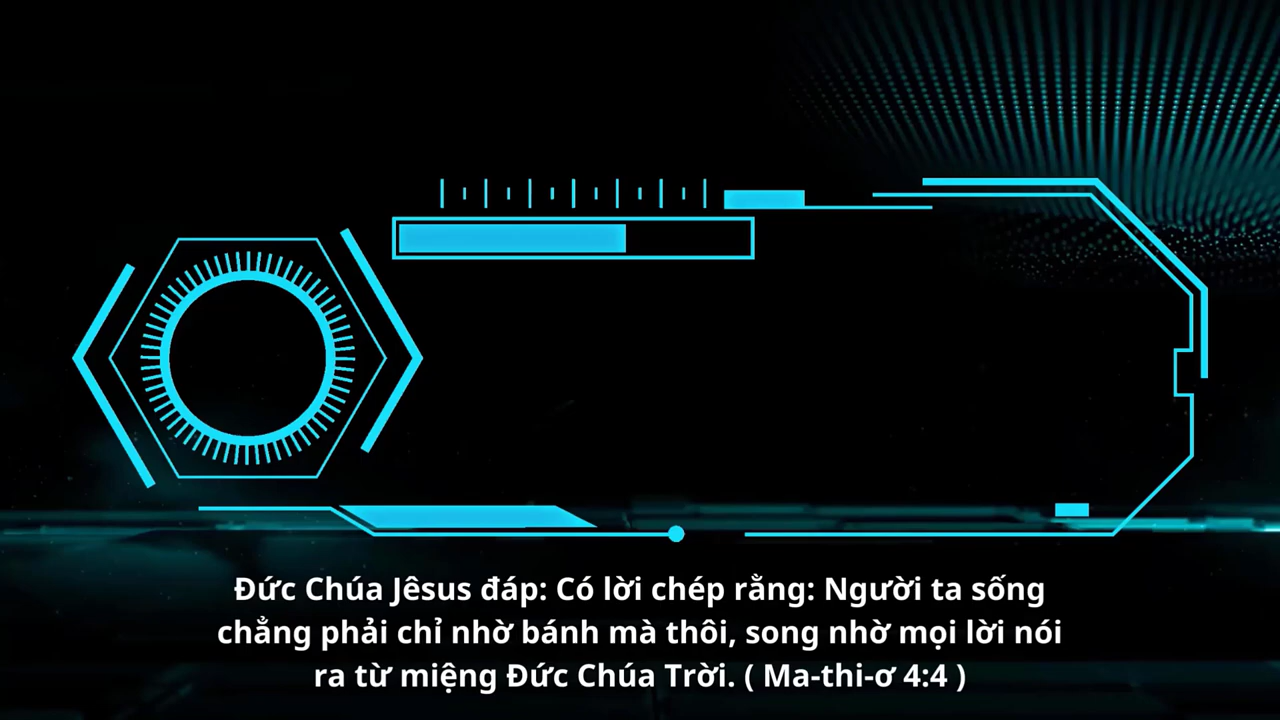 Đức Chúa Jêsus đáp: Có lời chép rằng: Người ta sống
chẳng phải chỉ nhờ bánh mà thôi, song nhờ mọi lời nói
ra từ miệng Đức Chúa Trời. ( Ma-thi-ơ 4:4 )